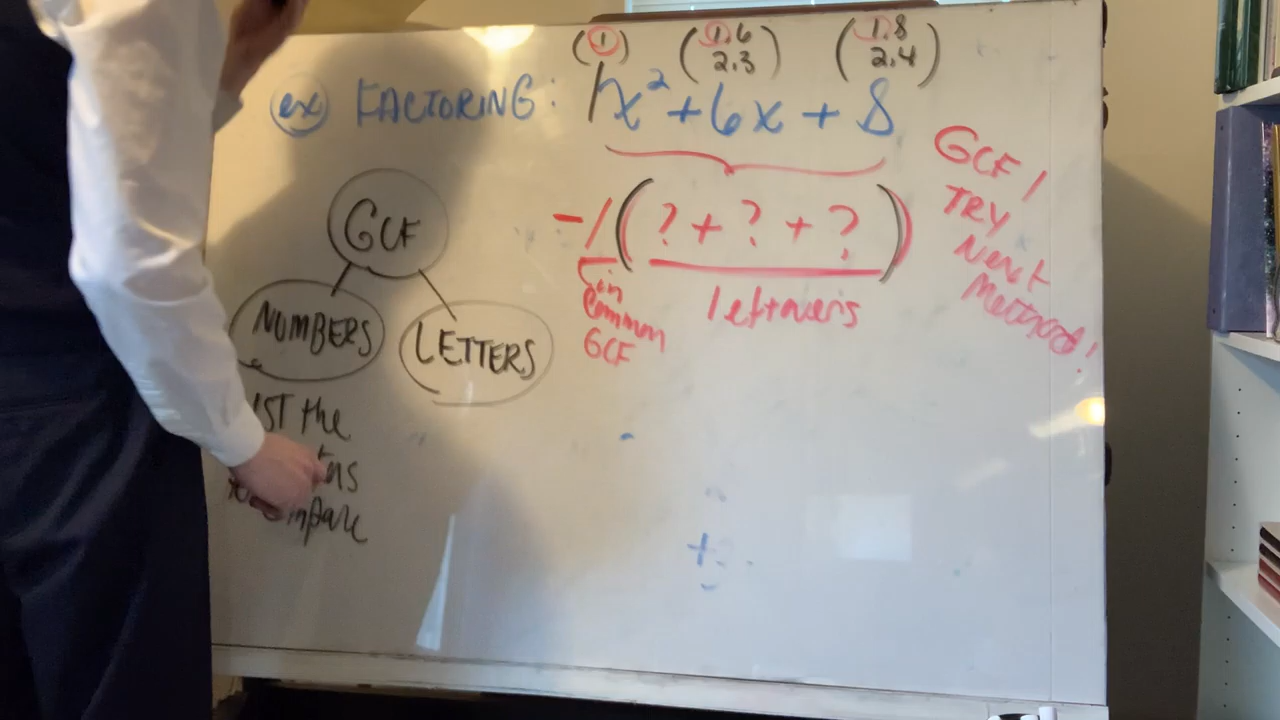 (1) (1,6 (1,8
2,3) 2,4)
ex FACTORING: 1x² + 6x + 8
GCF
NUMBERS LETTERS
the
compare
-1(? + ? + ?)
in
common
GCF
leftovers
GCF 1
TRY
Next
Method!